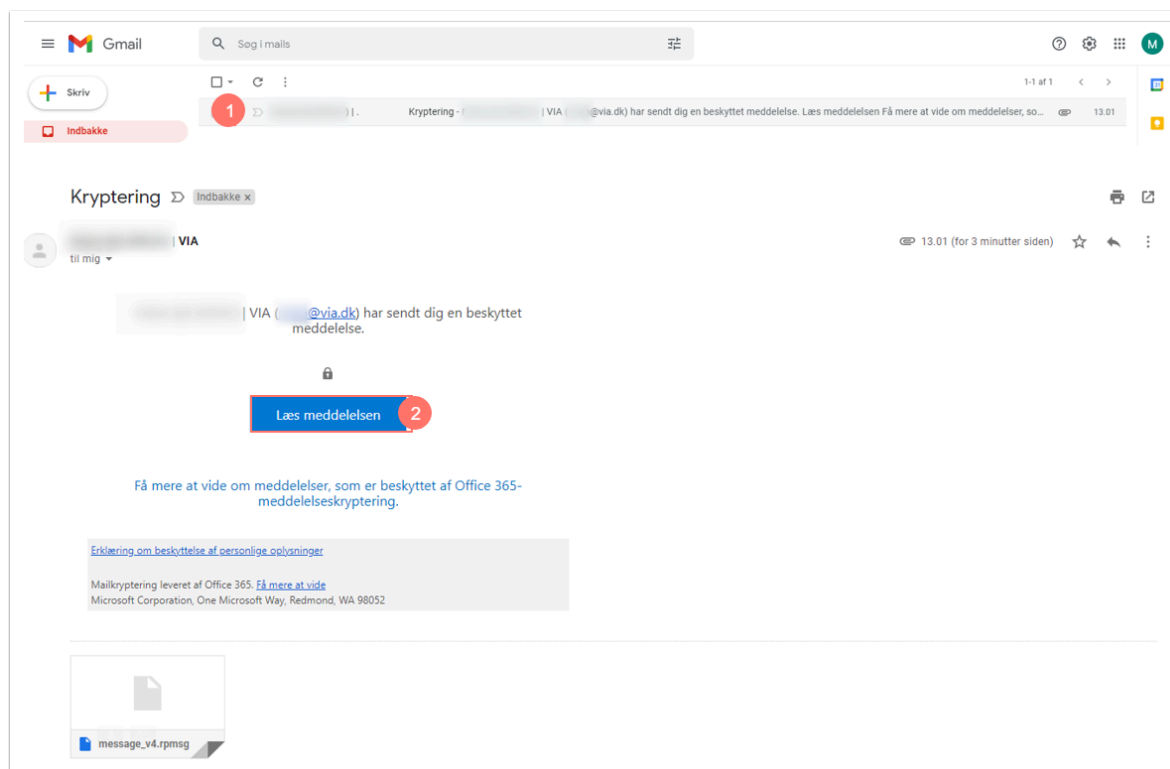 Gmail
Søg i mails
Skriv
1-1 af 1
Indbakke
1
) | .
Kryptering - | VIA ( @via.dk) har sendt dig en beskyttet meddelelse. Læs meddelelsen Få mere at vide om meddelelser, so...
13.01
M
Kryptering
Indbakke x
| VIA
til mig
13.01 (for 3 minutter siden)
| VIA ( @via.dk) har sendt dig en beskyttet
meddelelse.
Læs meddelelsen
2
Få mere at vide om meddelelser, som er beskyttet af Office 365-
meddelelseskryptering.
Erklæring om beskyttelse af personlige oplysninger
Mailkryptering leveret af Office 365. Få mere at vide
Microsoft Corporation, One Microsoft Way, Redmond, WA 98052
message_v4.rpmsg